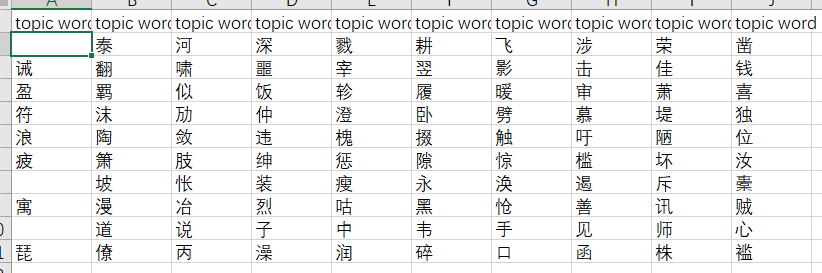 A B C D E F G H I J
topic word topic word topic word topic word topic word topic word topic word topic word topic word topic word
泰 河 深 戮 耕 飞 涉 荣 凿
诫 翻 啸 噩 宰 翌 影 击 佳 钱
盈 羁 似 饭 轸 履 暖 审 萧 喜
符 沫 劢 仲 澄 卧 劈 慕 堤 独
浪 陶 敛 违 槐 掇 触 吁 陋 位
疲 箫 肢 绅 惩 隙 惊 槛 坏 汝
坡 怅 装 瘦 永 涣 遏 斥 橐
寓 漫 冶 烈 咕 黑 怆 善 讯 贼
道 说 子 中 韦 手 见 师 心
琵 僚 丙 澡 润 碎 口 函 株 褴